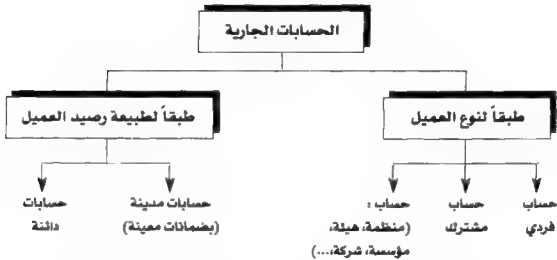 الحسابات الجارية
طبقاً لنوع العميل
طبقاً لطبيعة رصيد العميل
حساب
فردي
حساب
مشترك
حساب :
(منظمة، هيئة،
مؤسسة، شركة،...)
حسابات مدينة
(بضمانات معينة)
حسابات
دائنة